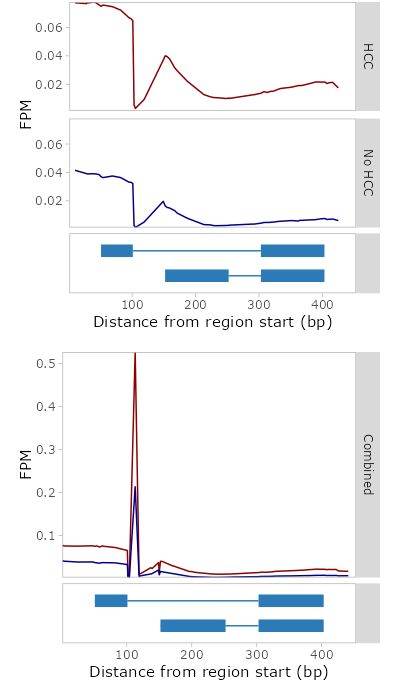 0.06
0.04
0.02
HCC
FPM
0.06
0.04
0.02
No HCC
100 200 300 400
Distance from region start (bp)
0.5
0.4
0.3
0.2
0.1
FPM
Combined
100 200 300 400
Distance from region start (bp)